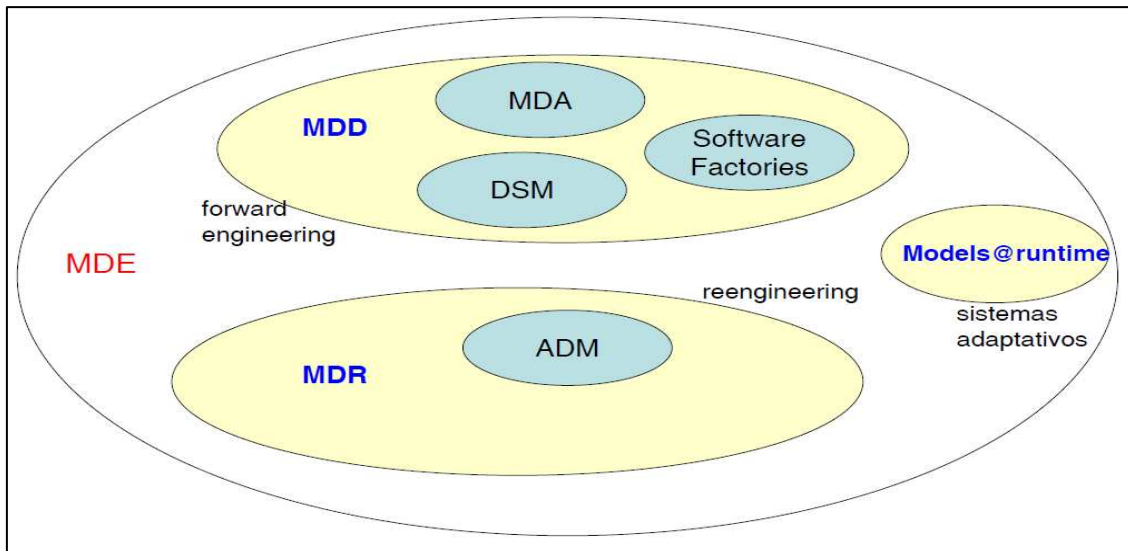 MDA
MDD
Software
Factories
DSM
forward
engineering
Models@runtime
MDE
reengineering
sistemas
adaptativos
ADM
MDR